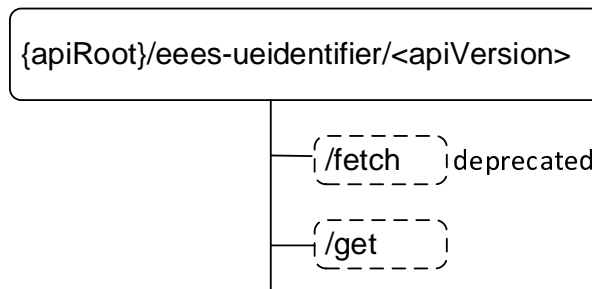 {apiRoot}/eees-ueidentifier/<apiVersion>
/fetch deprecated
/get